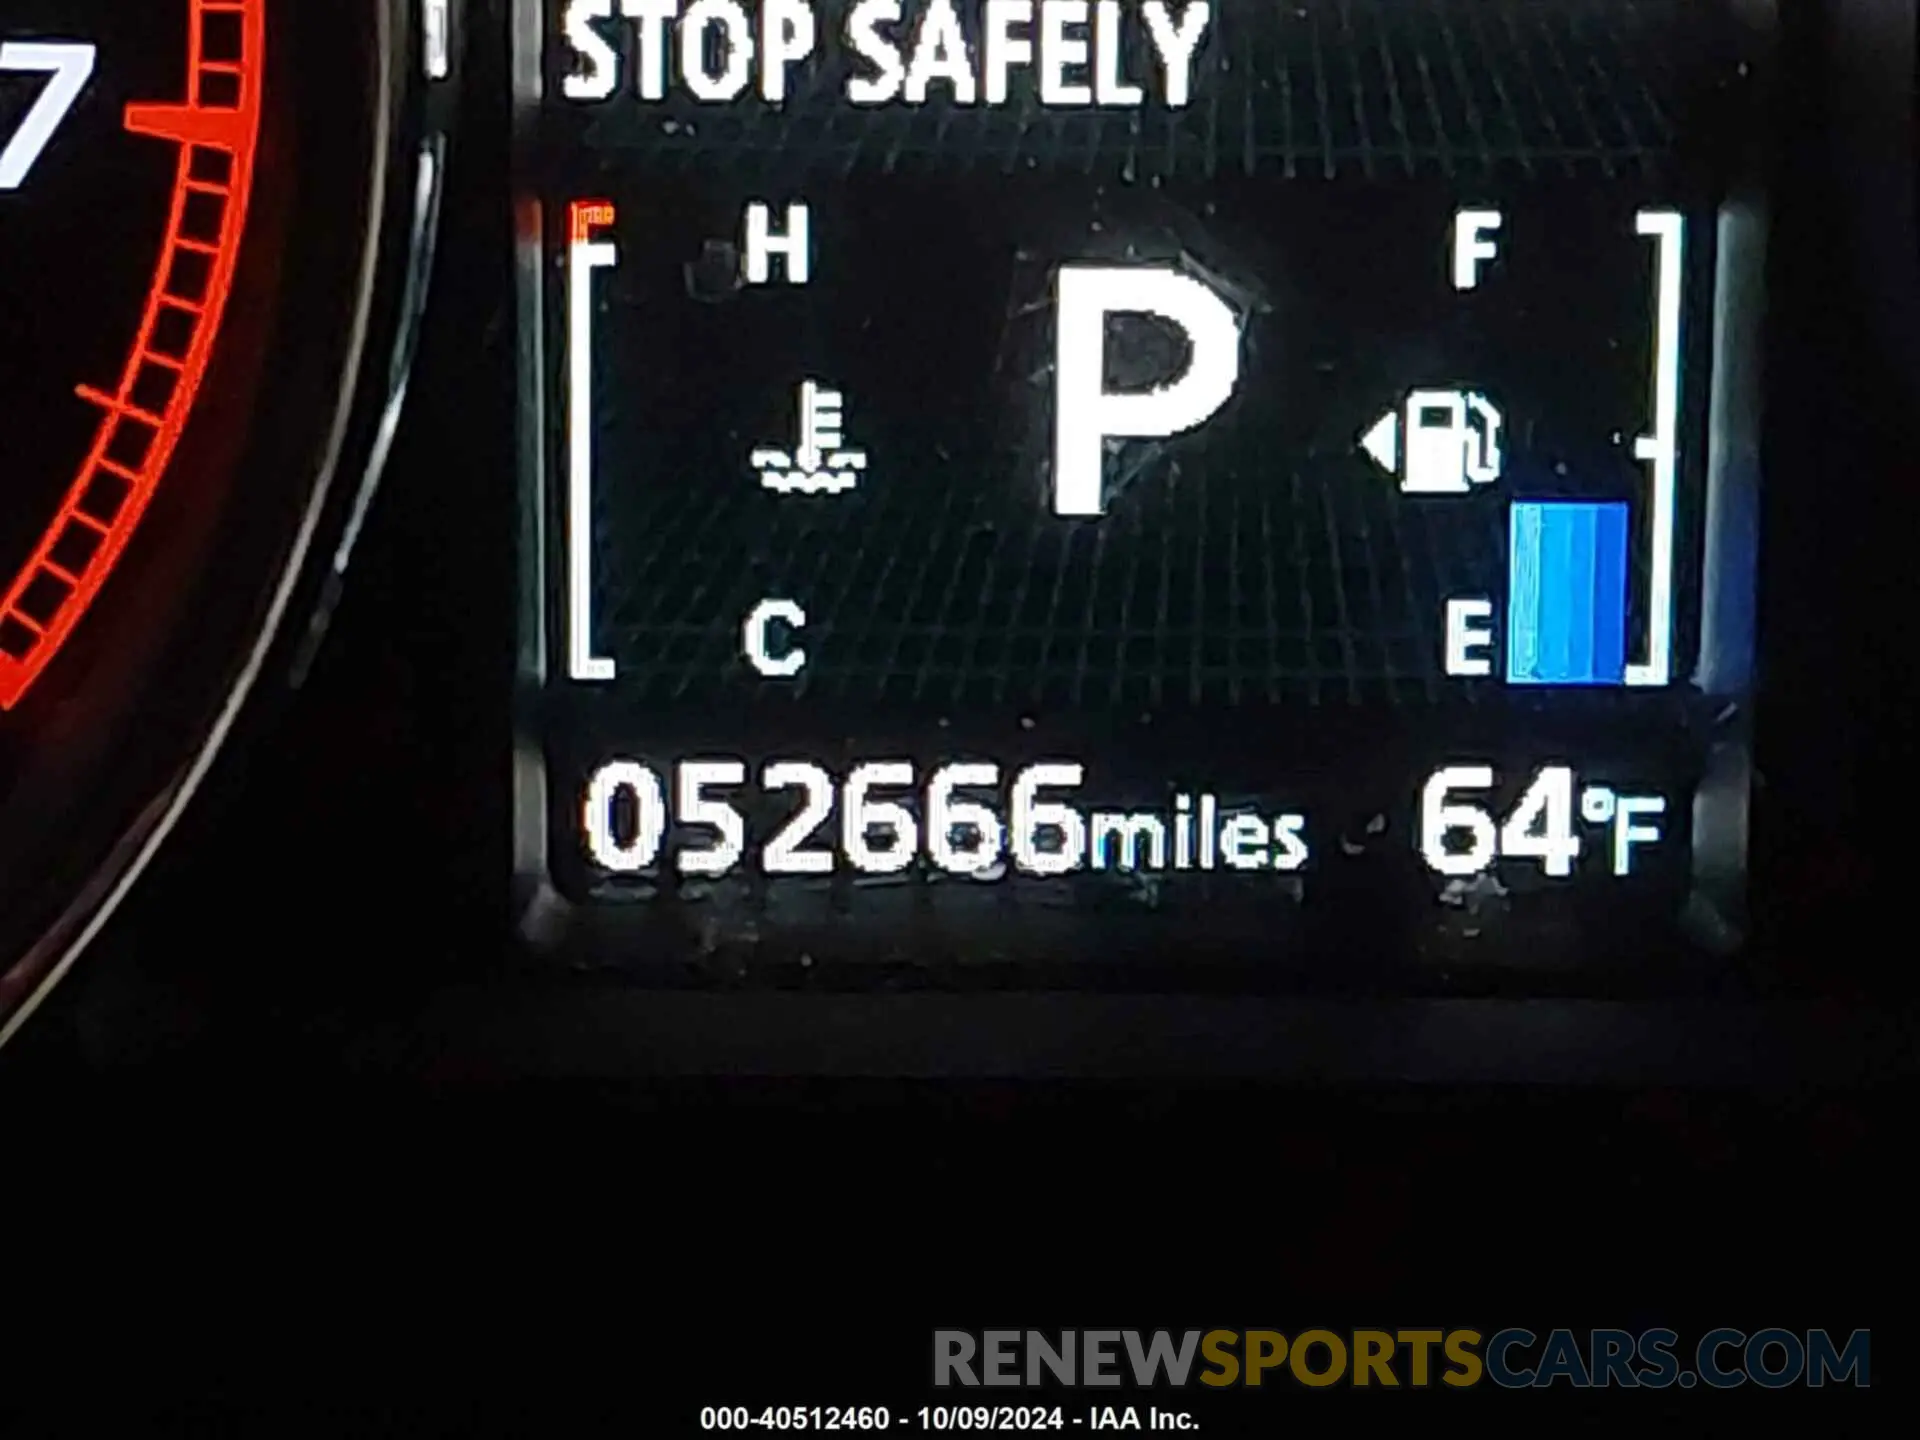 STOP SAFELY
7
H
P
F
C
E
052666miles
64°F
RENEWSPORTSCARS.COM
000-40512460 - 10/09/2024 - IAA Inc.